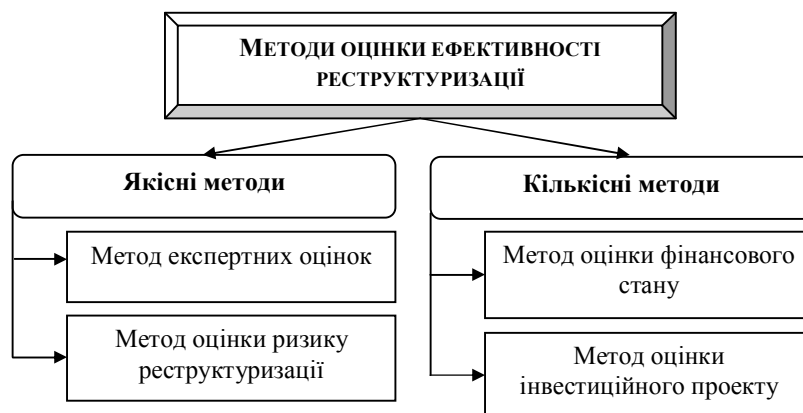 МЕТОДИ ОЦІНКИ ЕФЕКТИВНОСТІ
РЕСТРУКТУРИЗАЦІЇ
Якісні методи
Метод експертних оцінок
Метод оцінки ризику
реструктуризації
Кількісні методи
Метод оцінки фінансового
стану
Метод оцінки
інвестиційного проекту